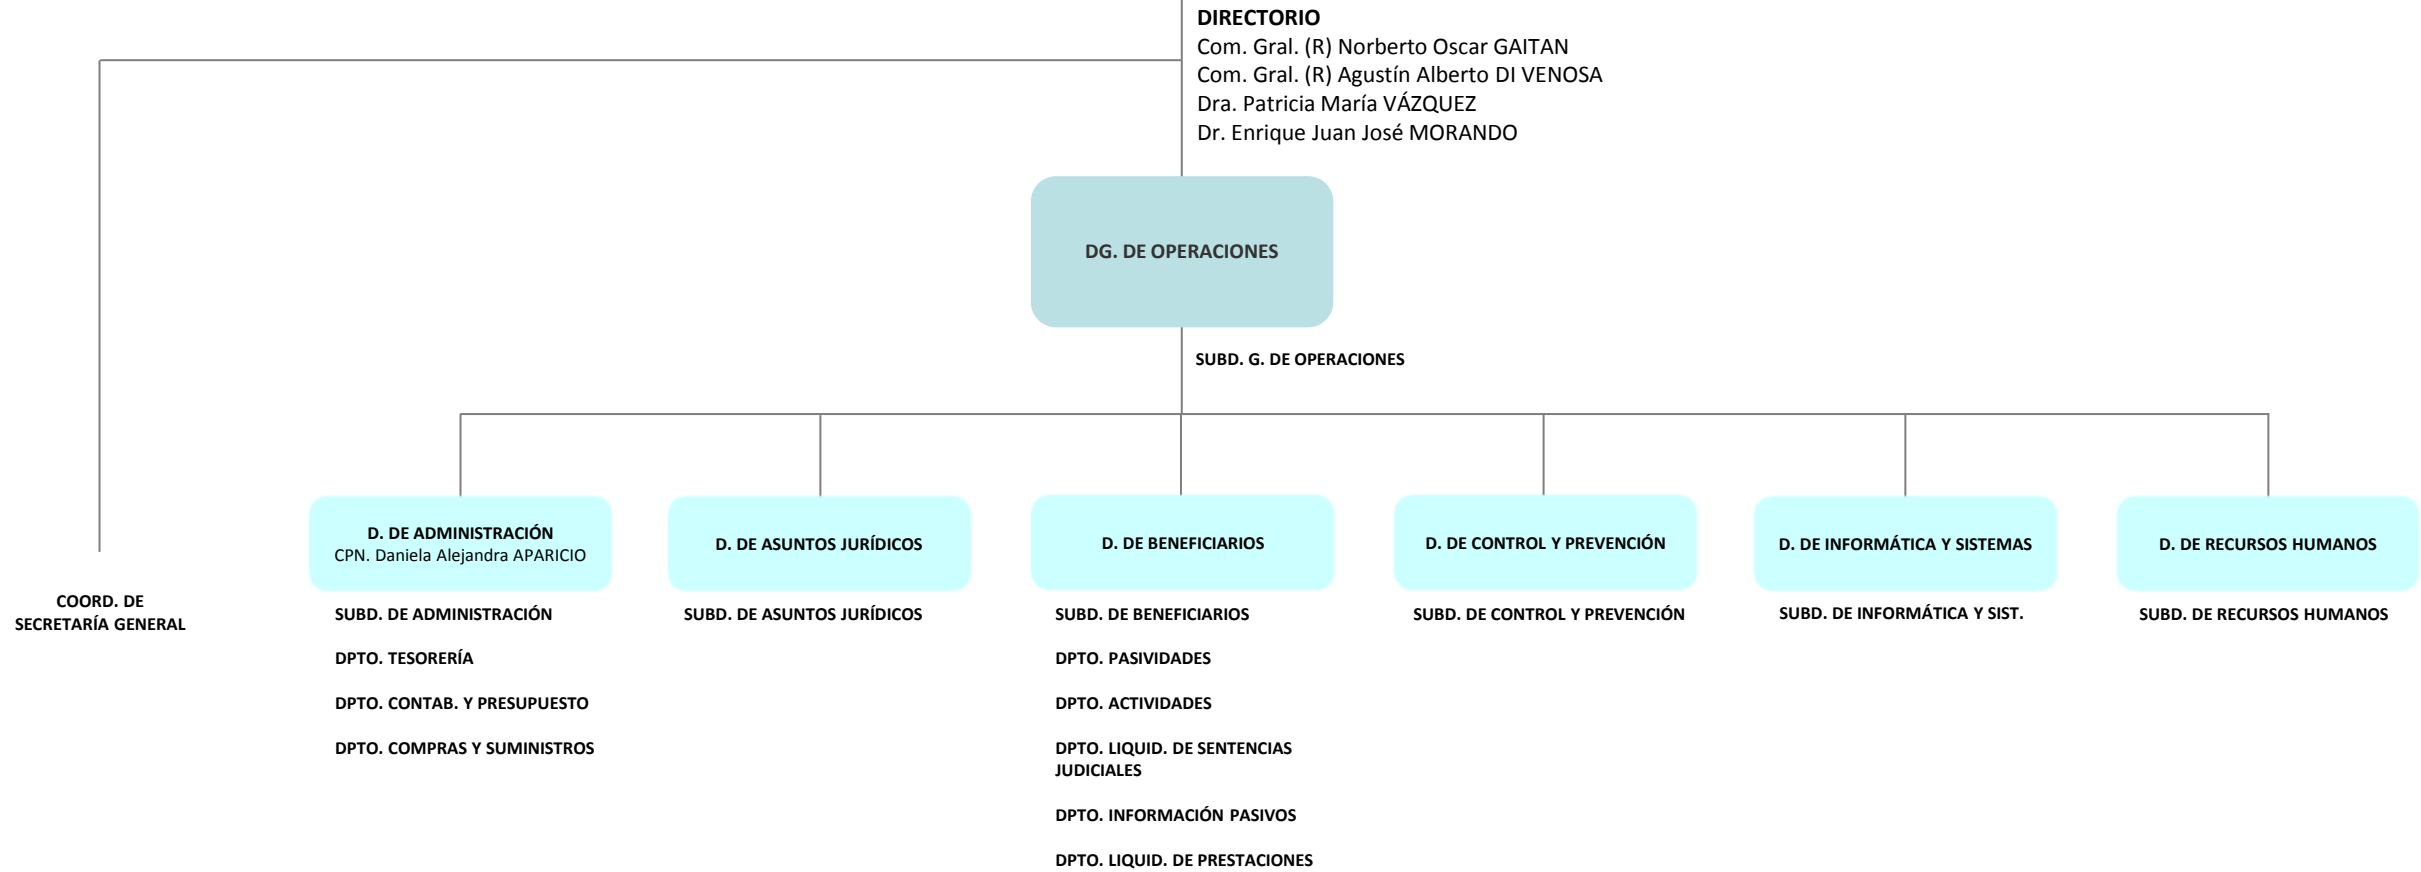 DIRECTORIO
Com. Gral. (R) Norberto Oscar GAITAN
Com. Gral. (R) Agustín Alberto DI VENOSA
Dra. Patricia María VÁZQUEZ
Dr. Enrique Juan José MORANDO
DG. DE OPERACIONES
SUBD. G. DE OPERACIONES
COORD. DE
SECRETARÍA GENERAL
D. DE ADMINISTRACIÓN
CPN. Daniela Alejandra APARICIO
SUBD. DE ADMINISTRACIÓN
DPTO. TESORERÍA
DPTO. CONTAB. Y PRESUPUESTO
DPTO. COMPRAS Y SUMINISTROS
D. DE ASUNTOS JURÍDICOS
SUBD. DE ASUNTOS JURÍDICOS
D. DE BENEFICIARIOS
SUBD. DE BENEFICIARIOS
DPTO. PASIVIDADES
DPTO. ACTIVIDADES
DPTO. LIQUID. DE SENTENCIAS
JUDICIALES
DPTO. INFORMACIÓN PASIVOS
DPTO. LIQUID. DE PRESTACIONES
D. DE CONTROL Y PREVENCIÓN
SUBD. DE CONTROL Y PREVENCIÓN
D. DE INFORMÁTICA Y SISTEMAS
SUBD. DE INFORMÁTICA Y SIST.
D. DE RECURSOS HUMANOS
SUBD. DE RECURSOS HUMANOS